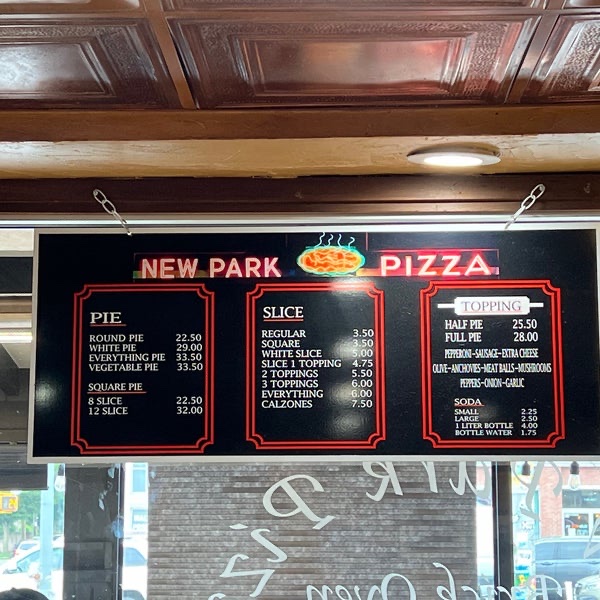 NEW PARK PIZZA
PIE
ROUND PIE 22.50
WHITE PIE 29.00
EVERYTHING PIE 33.50
VEGETABLE PIE 33.50
SQUARE PIE
8 SLICE 22.50
12 SLICE 32.00
SLICE
REGULAR 3.50
SQUARE 3.50
WHITE SLICE 5.00
SLICE 1 TOPPING 4.75
2 TOPPINGS 5.50
3 TOPPINGS 6.00
EVERYTHING 6.00
CALZONES 7.50
TOPPING
HALF PIE 25.50
FULL PIE 28.00
PEPPERONI-SAUSAGE-EXTRA CHEESE
OLIVE-ANCHOVIES-MEAT BALLS-MUSHROOMS
PEPPERS-ONION-GARLIC
SODA
SMALL 2.25
LARGE 2.50
1 LITER BOTTLE 4.00
BOTTLE WATER 1.75
Park
Brick Oven